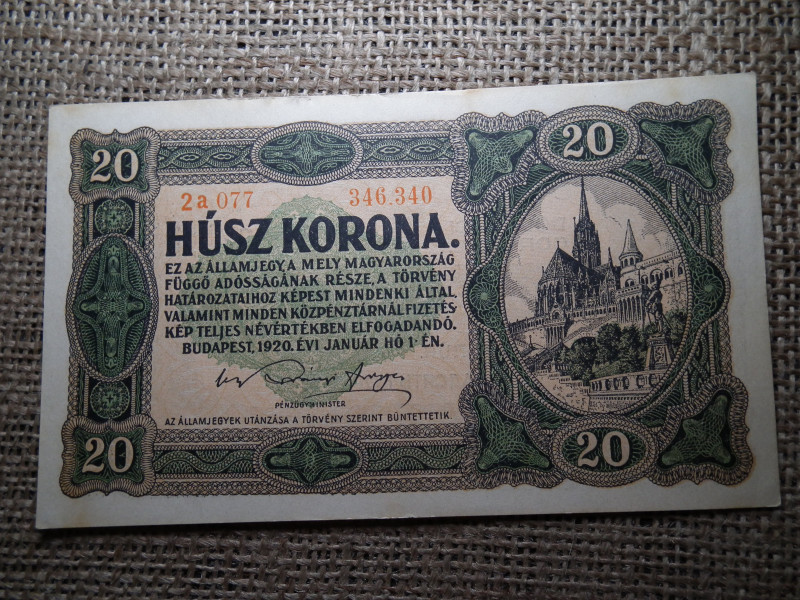 20
20
2a 077 346.340
HÚSZ KORONA.
EZ AZ ÁLLAMJEGY, A MELY MAGYARORSZÁG
FÜGGŐ ADÓSSÁGÁNAK RÉSZE, A TÖRVÉNY
HATÁROZATAIHOZ KÉPEST MINDENKI ÁLTAL,
VALAMINT MINDEN KÖZPÉNZTÁRNÁL FIZETÉS-
KÉP TELJES NÉVÉRTÉKBEN ELFOGADANDÓ.
BUDAPEST, 1920. ÉVI JANUÁR HÓ 1-ÉN.
PÉNZÜGYMINISTER
AZ ÁLLAMJEGYEK UTÁNZÁSA A TÖRVÉNY SZERINT BÜNTETTETIK.
20
20